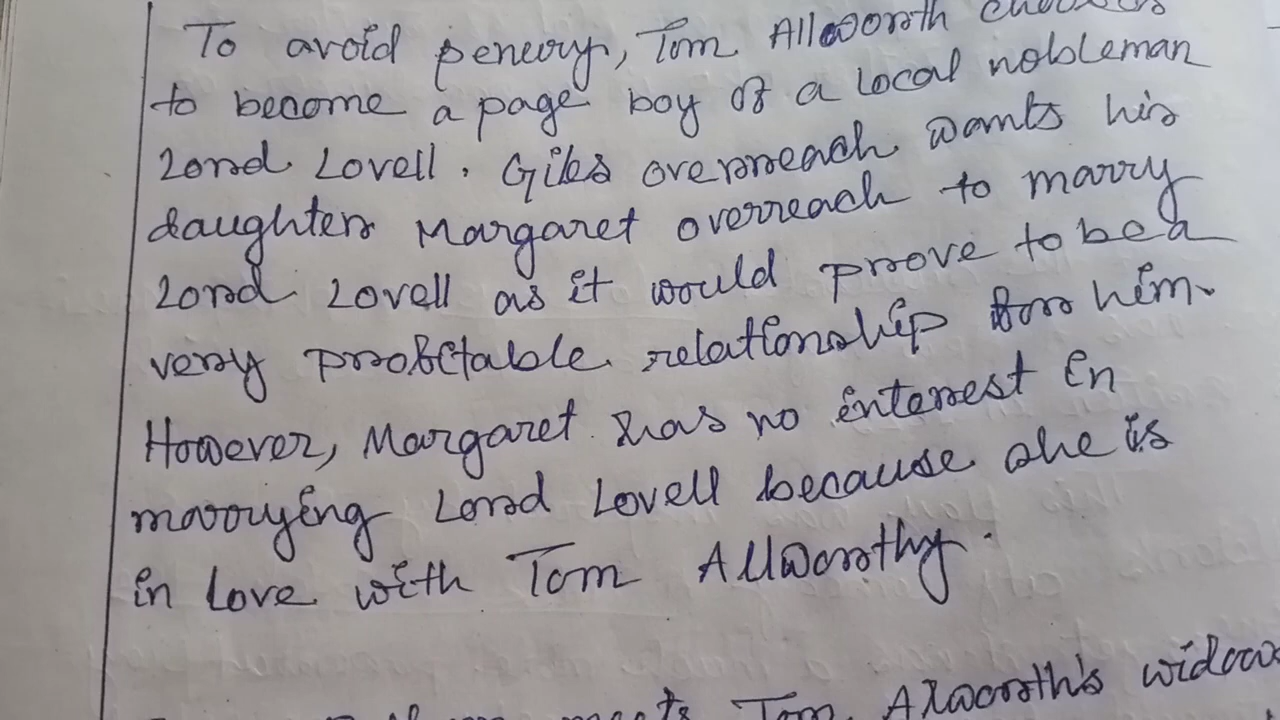 To avoid penury, Tom Allworth chooses
to become a page boy of a local nobleman
Lord Lovell. Giles overreach wants his
daughter Margaret overreach to marry
Lord Lovell as it would prove to be a
very profitable relationship for him.
However, Margaret has no interest in
marrying Lord Lovell because she is
in love with Tom Allworthy.
meets Tom Alworth's widow